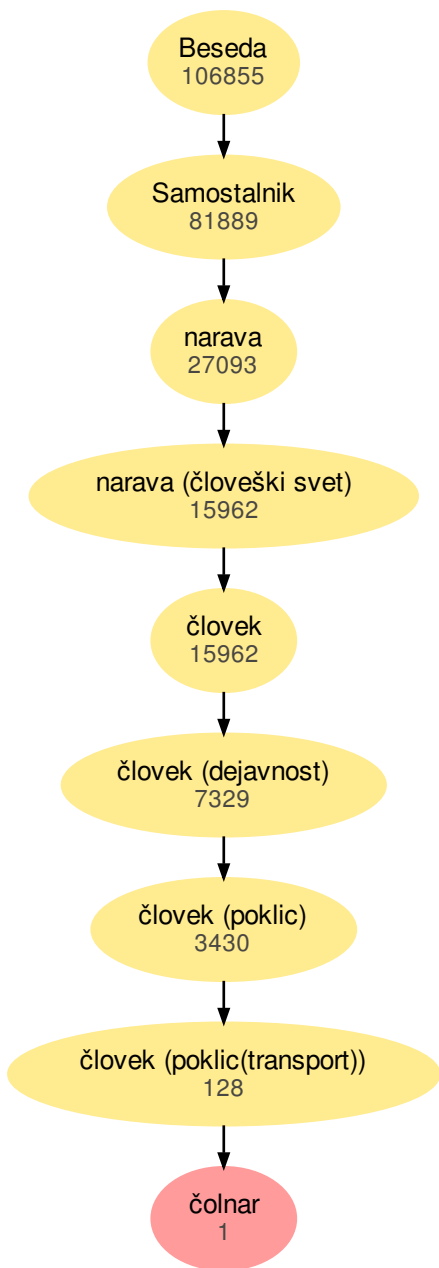 Beseda
106855
Samostalnik
81889
narava
27093
narava (človeški svet)
15962
človek
15962
človek (dejavnost)
7329
človek (poklic)
3430
človek (poklic(transport))
128
čolnar
1